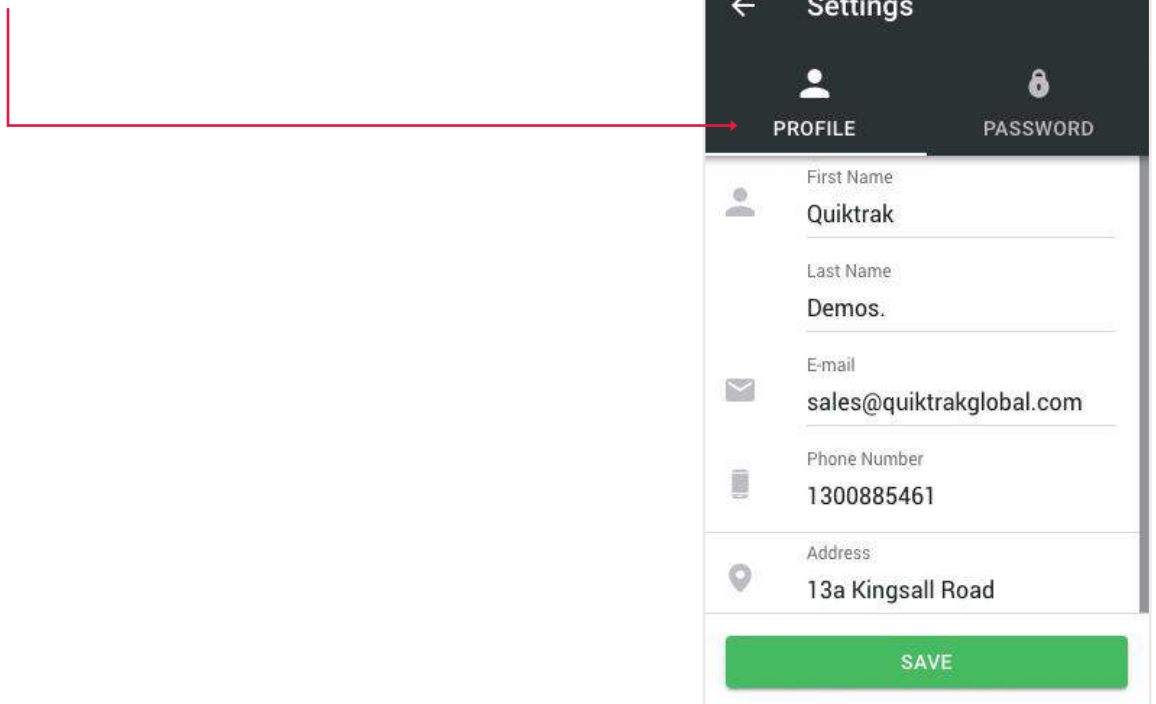 Settings
PROFILE PASSWORD
First Name
Quiktrak
Last Name
Demos.
E-mail
sales@quiktrakglobal.com
Phone Number
1300885461
Address
13a Kingsall Road
SAVE